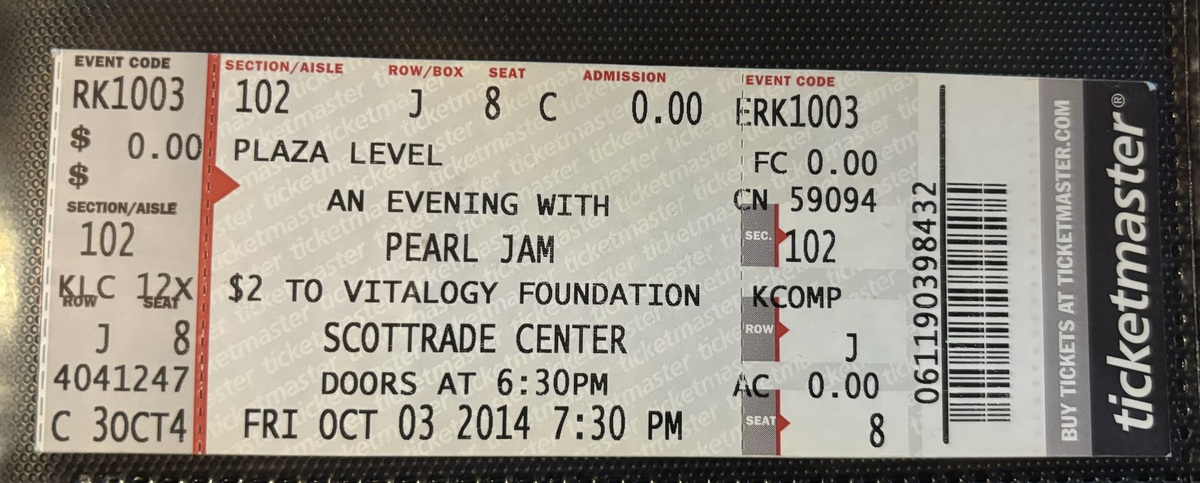 EVENT CODE
RK1003
$ 0.00
$
SECTION/AISLE
102
KLC 12X
ROW SEAT
J 8
4041247
C 3OCT4
SECTION/AISLE ROW/BOX SEAT ADMISSION
102 J 8 C 0.00
PLAZA LEVEL
AN EVENING WITH
PEARL JAM
$2 TO VITALOGY FOUNDATION
SCOTTRADE CENTER
DOORS AT 6:30PM
FRI OCT 03 2014 7:30 PM
EVENT CODE
ERK1003
FC 0.00
CN 59094
SEC. 102
KCOMP
ROW J
AC 0.00
SEAT 8
061190398432
BUY TICKETS AT TICKETMASTER.COM
ticketmaster®